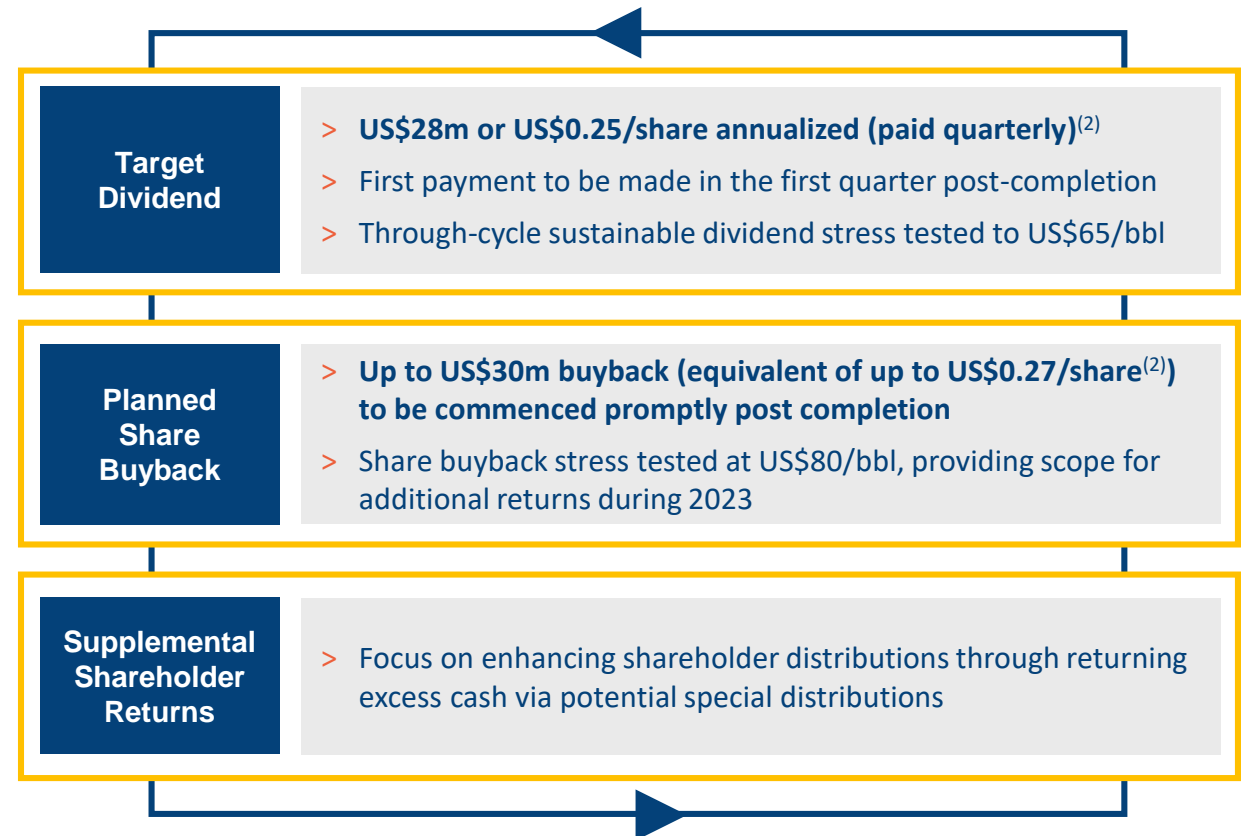 Target
Dividend
> US$28m or US$0.25/share annualized (paid quarterly)(2)
> First payment to be made in the first quarter post-completion
> Through-cycle sustainable dividend stress tested to US$65/bbl
Planned
Share
Buyback
> Up to US$30m buyback (equivalent of up to US$0.27/share(2))
to be commenced promptly post completion
> Share buyback stress tested at US$80/bbl, providing scope for
additional returns during 2023
Supplemental
Shareholder
Returns
> Focus on enhancing shareholder distributions through returning
excess cash via potential special distributions